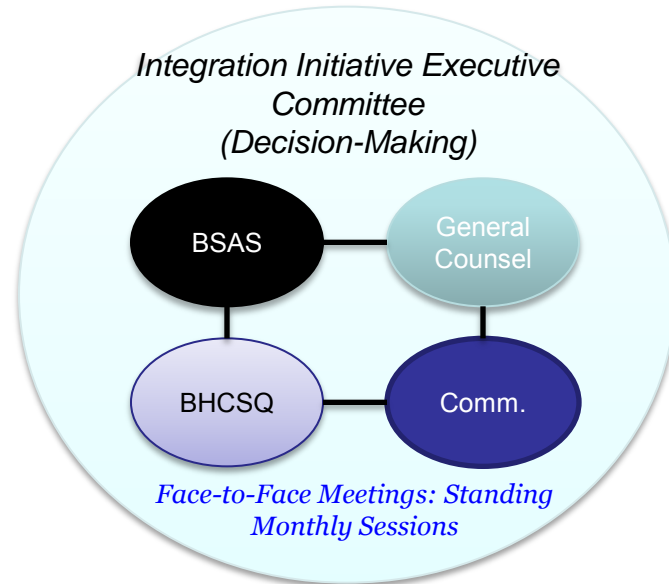 Integration Initiative Executive
Committee
(Decision-Making)
BSAS
General
Counsel
BHCSQ
Comm.
Face-to-Face Meetings: Standing
Monthly Sessions